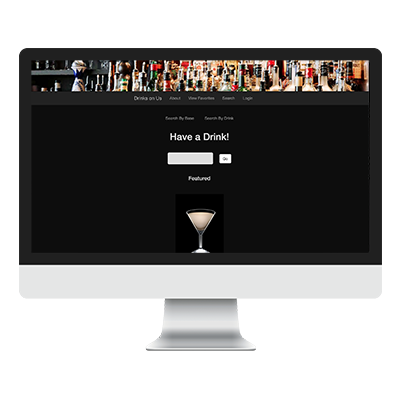 Drinks on Us About View Favorites Search Login
Search By Base Search By Drink
Have a Drink!
Go
Featured